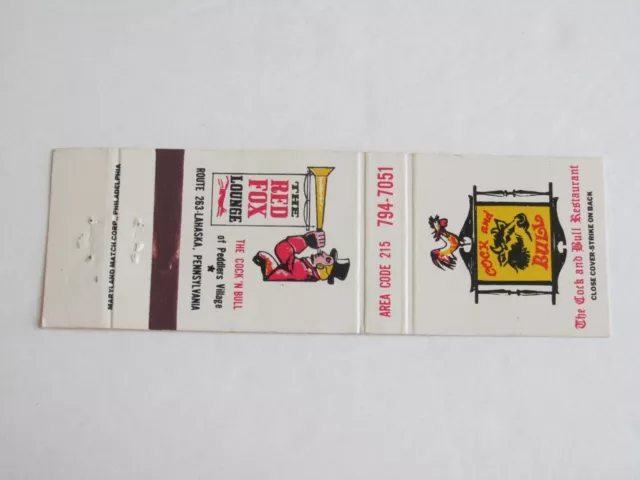 COCK and
BULL
The Cock and Bull Restaurant
CLOSE COVER-STRIKE ON BACK
AREA CODE 215 794-7051
THE
RED
FOX
LOUNGE
THE COCK 'N BULL
of Peddlers Village
ROUTE 263-LAHASKA, PENNSYLVANIA
MARYLAND MATCH CORP., PHILADELPHIA